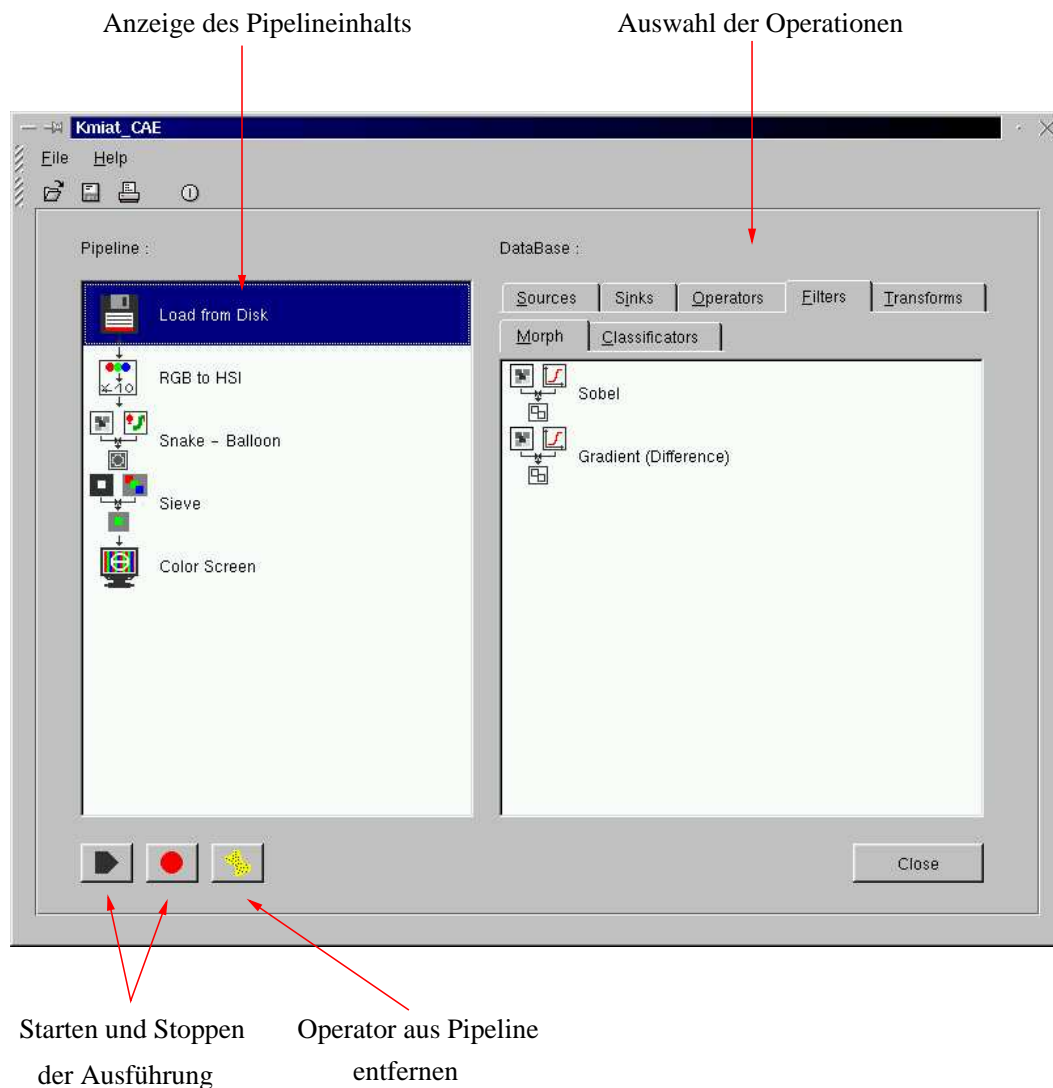 Anzeige des Pipelineinhalts
Auswahl der Operationen
Kmiat_CAE
File Help
Pipeline :
DataBase :
Load from Disk
RGB to HSI
Snake - Balloon
Sieve
Color Screen
Sources Sinks Operators Filters Transforms
Morph Classificators
Sobel
Gradient (Difference)
Close
Starten und Stoppen
der Ausführung
Operator aus Pipeline
entfernen